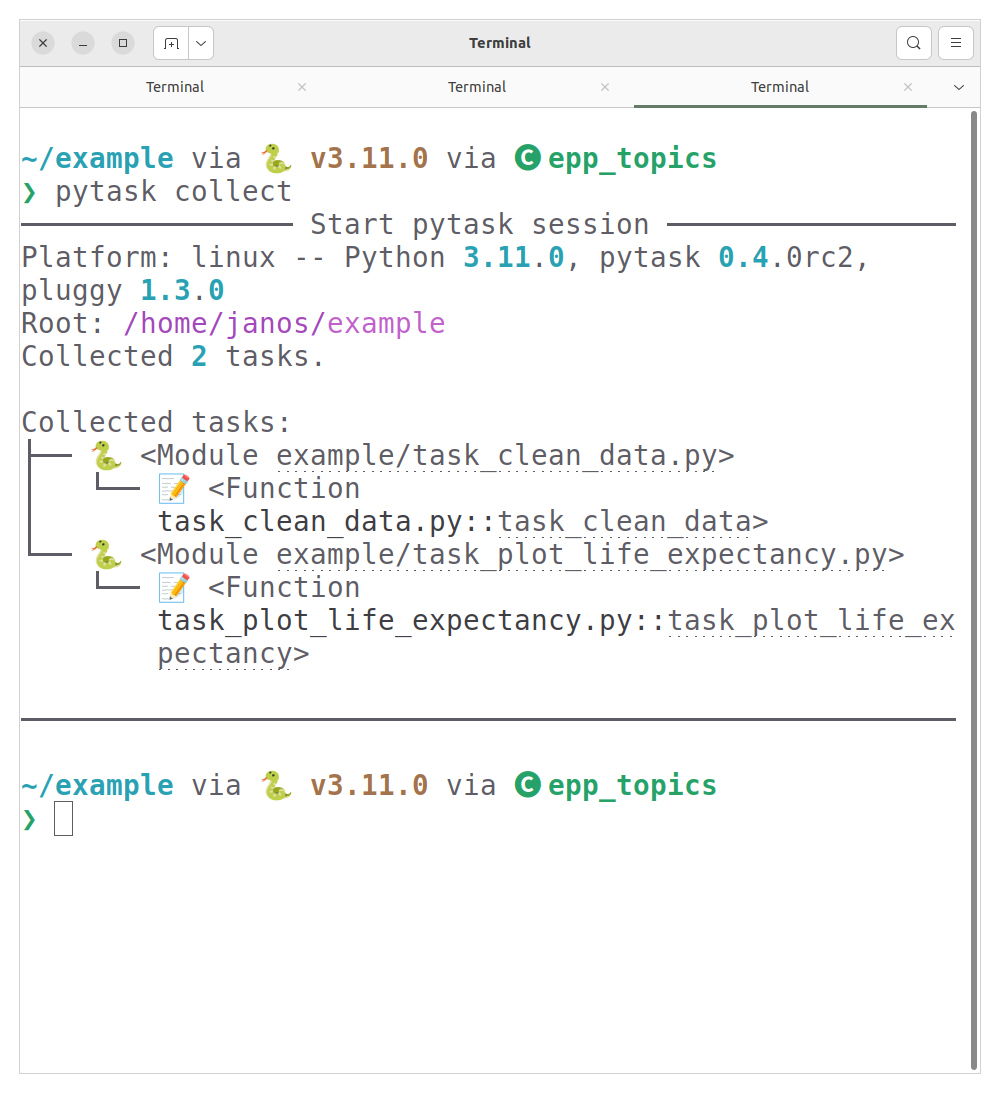 Terminal
Terminal Terminal Terminal
~/example via 🐍 v3.11.0 via C epp_topics
❯ pytask collect
Start pytask session
Platform: linux -- Python 3.11.0, pytask 0.4.0rc2,
pluggy 1.3.0
Root: /home/janos/example
Collected 2 tasks.
Collected tasks:
├── 🐍 <Module example/task_clean_data.py>
│   └── 📝 <Function
│       task_clean_data.py::task_clean_data>
└── 🐍 <Module example/task_plot_life_expectancy.py>
    └── 📝 <Function
        task_plot_life_expectancy.py::task_plot_life_ex
        pectancy>
~/example via 🐍 v3.11.0 via C epp_topics
❯